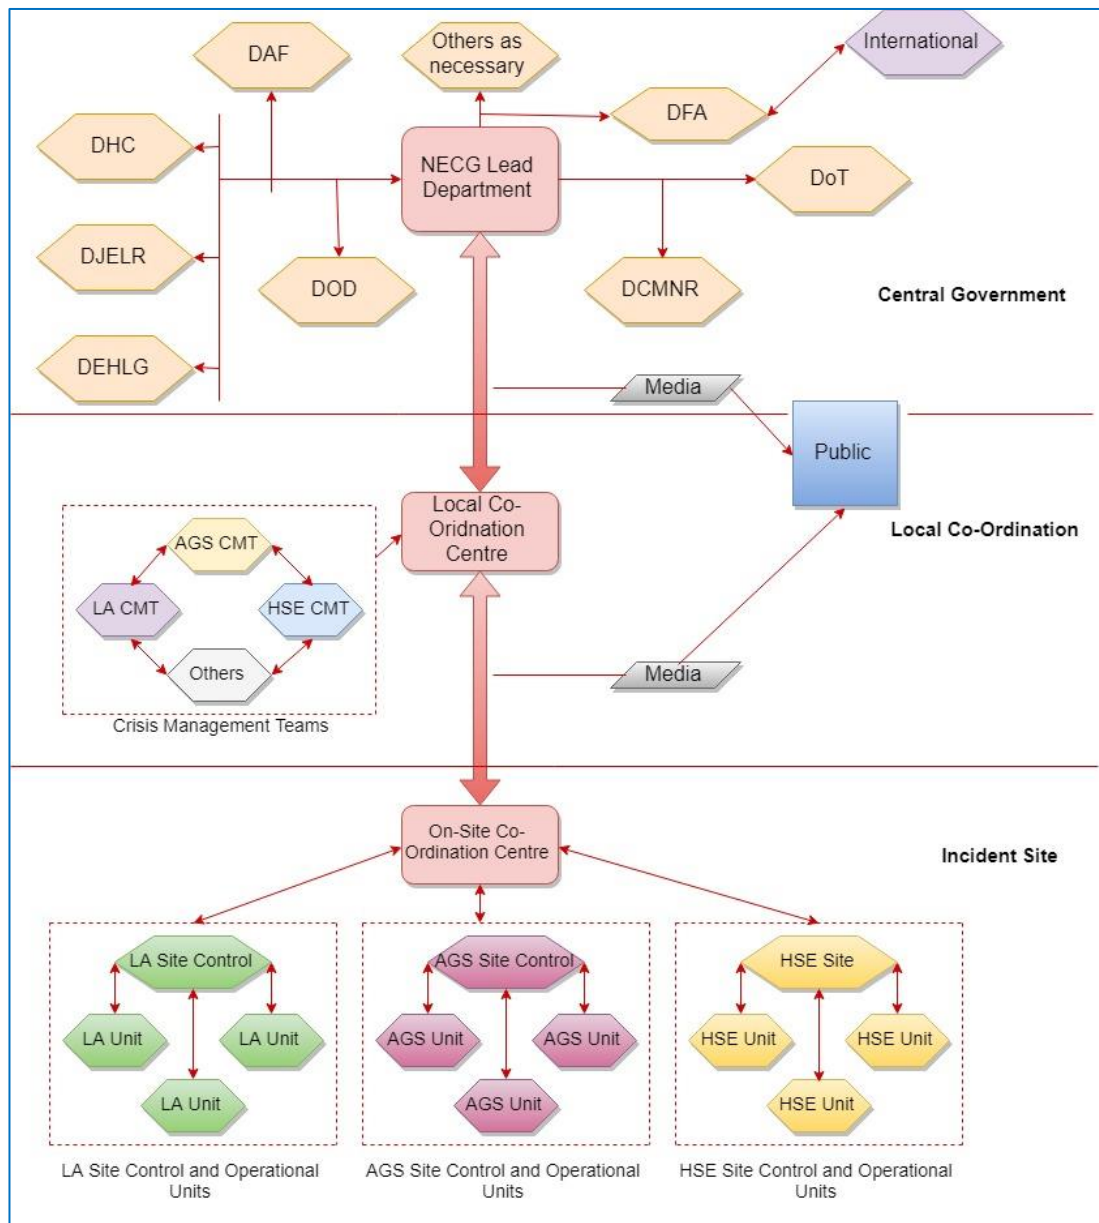 DAF
Others as
necessary
International
DHC
DFA
NECG Lead
Department
DoT
DJELR
DOD
DCMNR
Central Government
DEHLG
Media
Public
Local Co-
Oridnation
Centre
Local Co-Ordination
AGS CMT
LA CMT
HSE CMT
Others
Crisis Management Teams
Media
On-Site Co-
Ordination Centre
Incident Site
LA Site Control
LA Unit
LA Unit
LA Unit
AGS Site Control
AGS Unit
AGS Unit
AGS Unit
HSE Site
HSE Unit
HSE Unit
HSE Unit
LA Site Control and Operational
Units
AGS Site Control and Operational
Units
HSE Site Control and Operational
Units